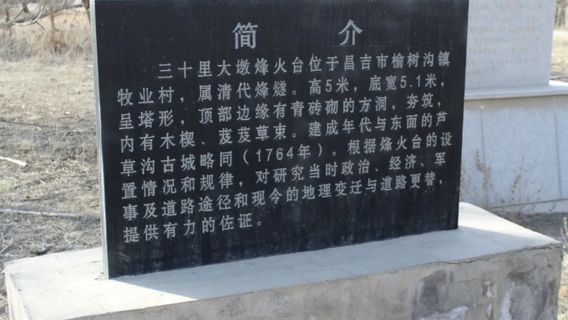 简介
三十里大墩烽火台位于昌吉市榆树沟镇
牧业村，属清代烽燧。高5米，底宽5.1米，
呈塔形，顶部边缘有青砖砌的方洞，夯筑，
内有木楔、芨芨草束。建成年代与东面的芦
草沟古城略同（1764年）。根据烽火台的设
置情况和规律，对研究当时政治、经济、军
事及道路途径和现今的地理变迁与道路更替，
提供有力的佐证。